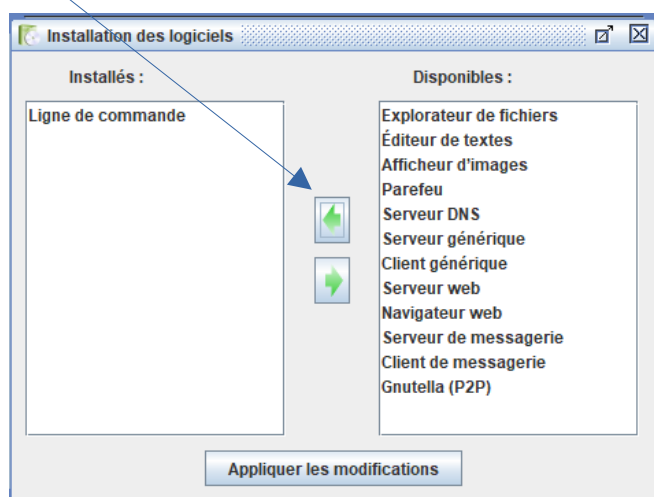 Installation des logiciels
Installés :
Disponibles :
Ligne de commande
Explorateur de fichiers
Éditeur de textes
Afficheur d'images
Parefeu
Serveur DNS
Serveur générique
Client générique
Serveur web
Navigateur web
Serveur de messagerie
Client de messagerie
Gnutella (P2P)
Appliquer les modifications